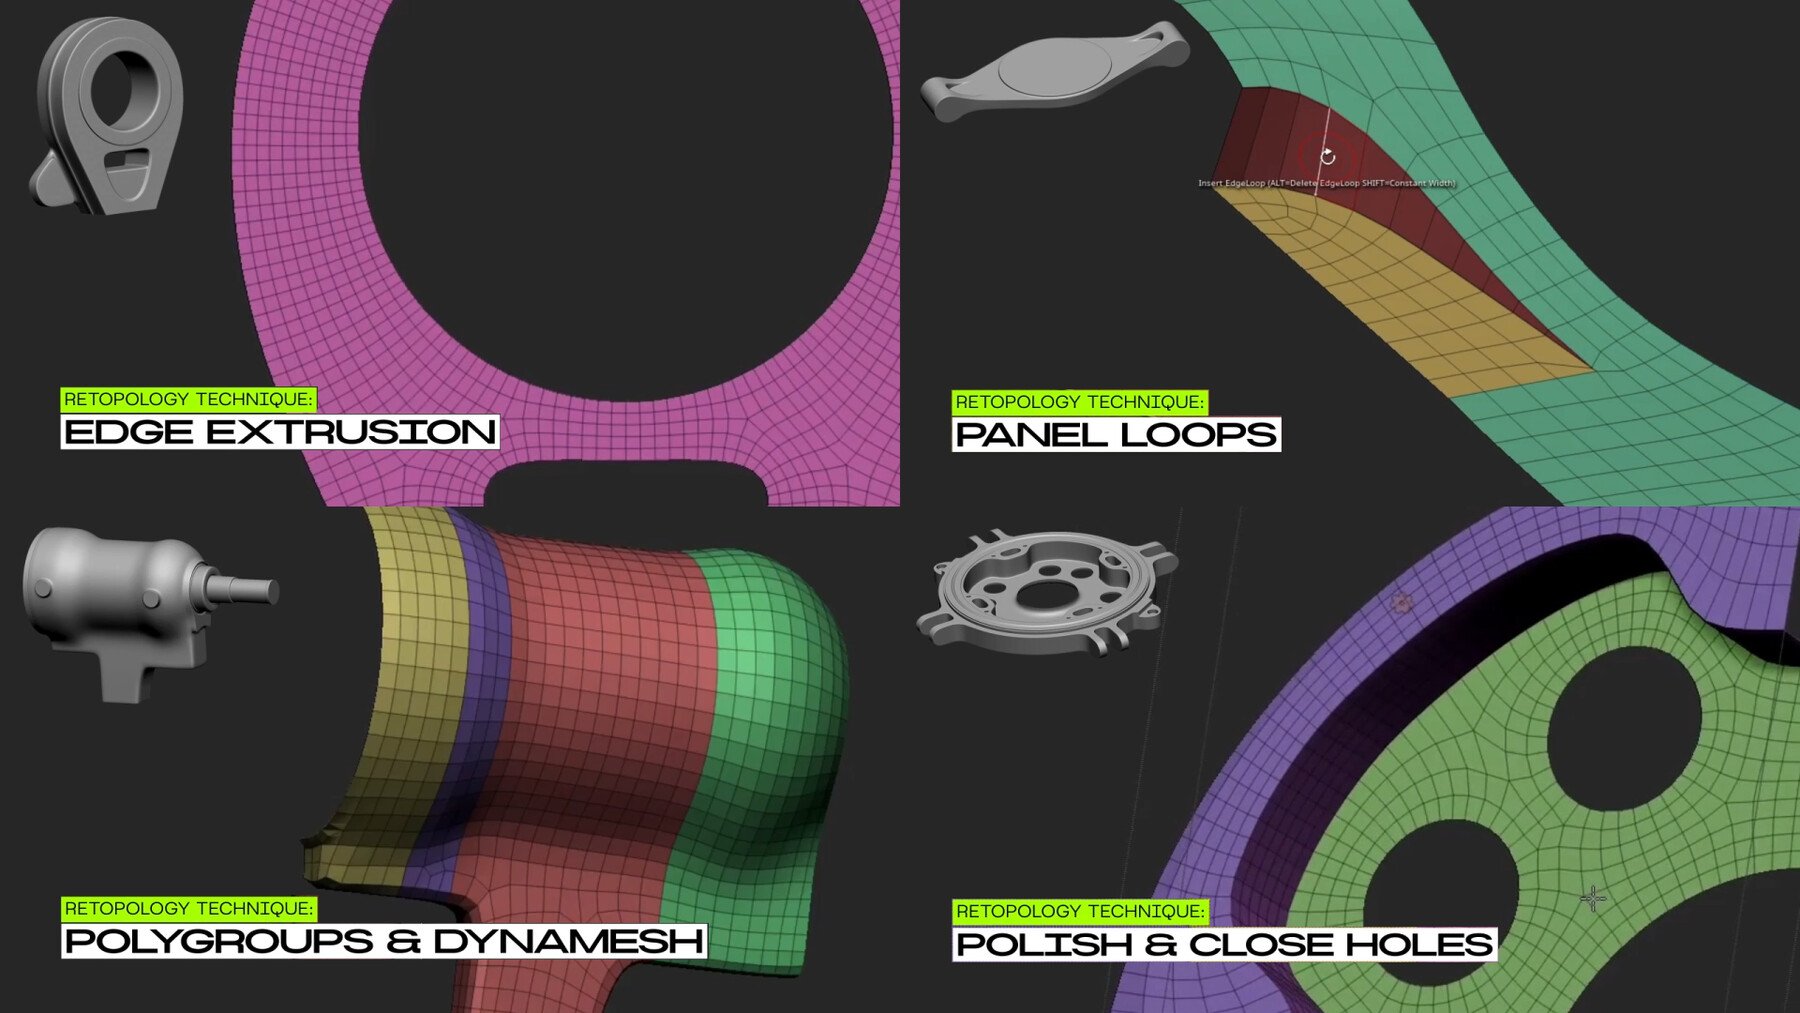 RETOPOLOGY TECHNIQUE:
EDGE EXTRUSION
Insert EdgeLoop (ALT=Delete EdgeLoop SHIFT=Constant Width)
RETOPOLOGY TECHNIQUE:
PANEL LOOPS
RETOPOLOGY TECHNIQUE:
POLYGROUPS & DYNAMESH
RETOPOLOGY TECHNIQUE:
POLISH & CLOSE HOLES